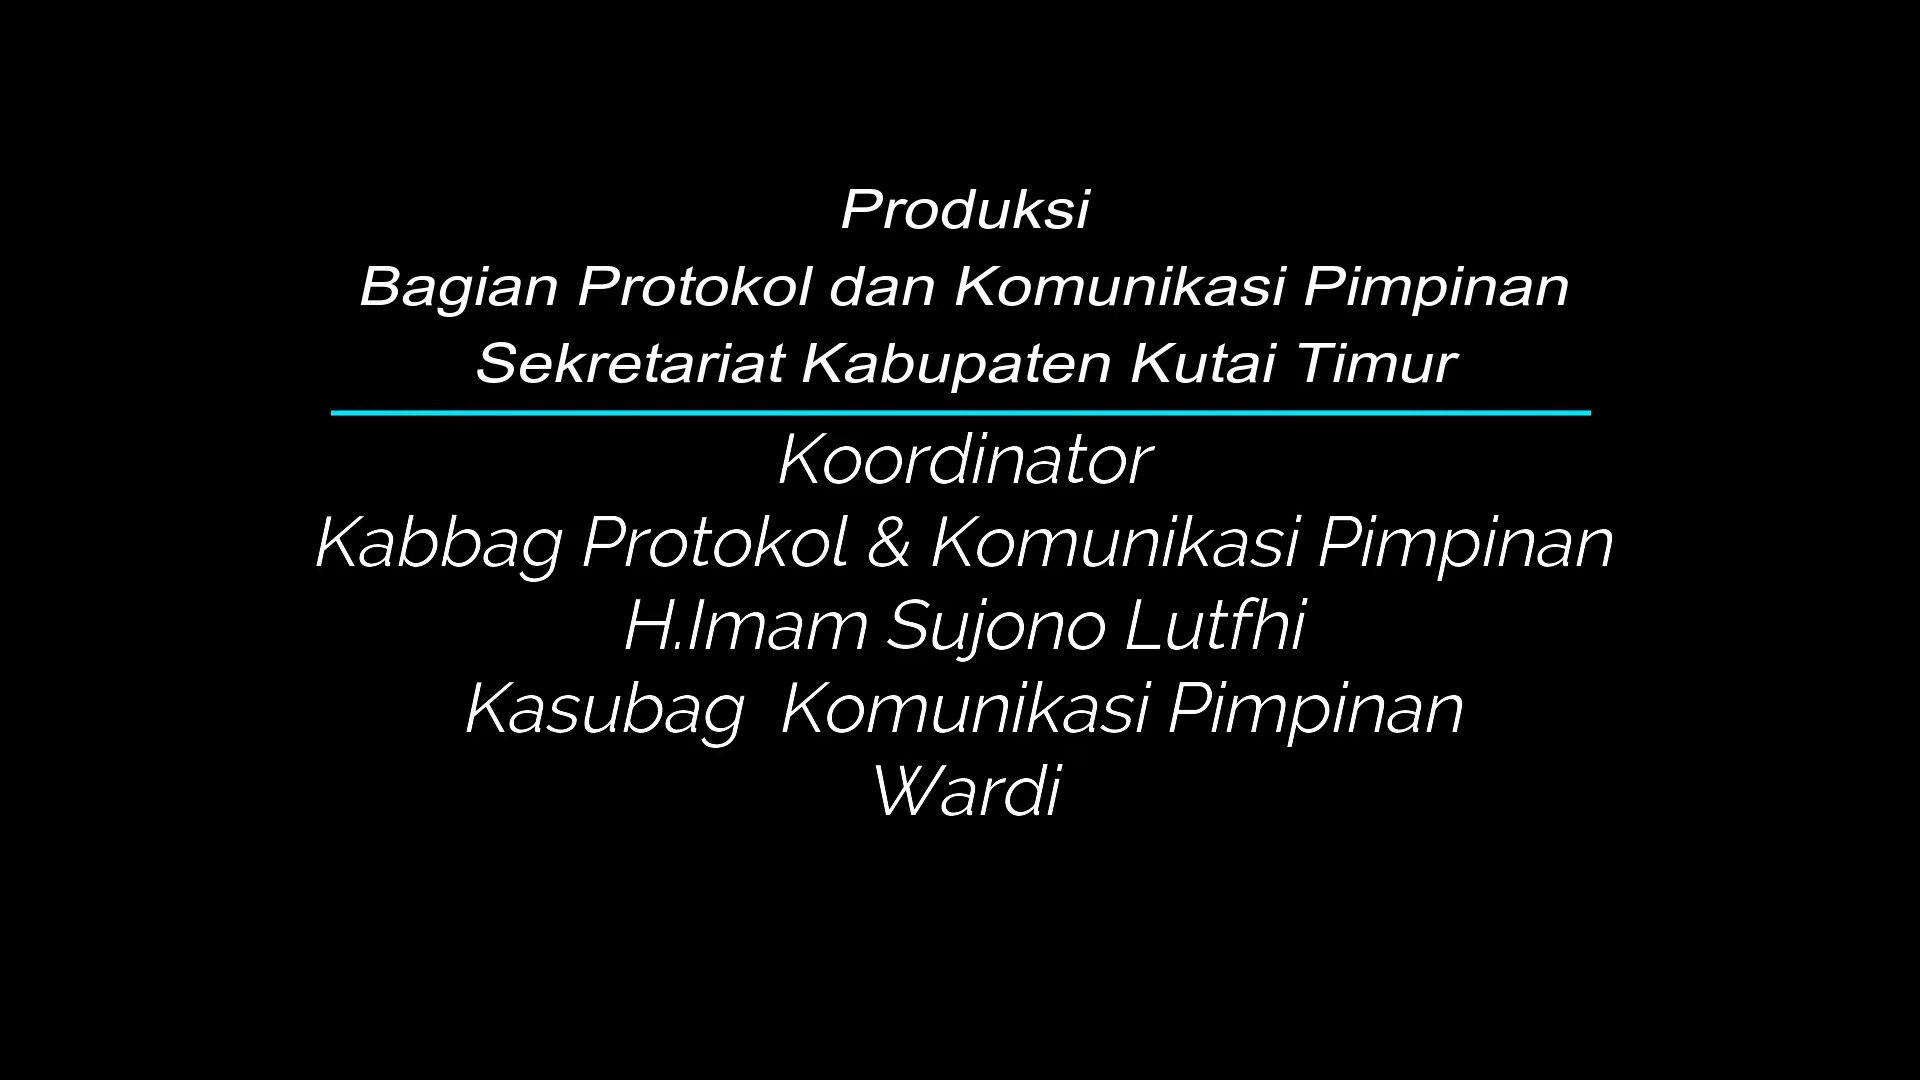 Produksi
Bagian Protokol dan Komunikasi Pimpinan
Sekretariat Kabupaten Kutai Timur
Koordinator
Kabbag Protokol & Komunikasi Pimpinan
H.Imam Sujono Lutfhi
Kasubag  Komunikasi Pimpinan
Wardi